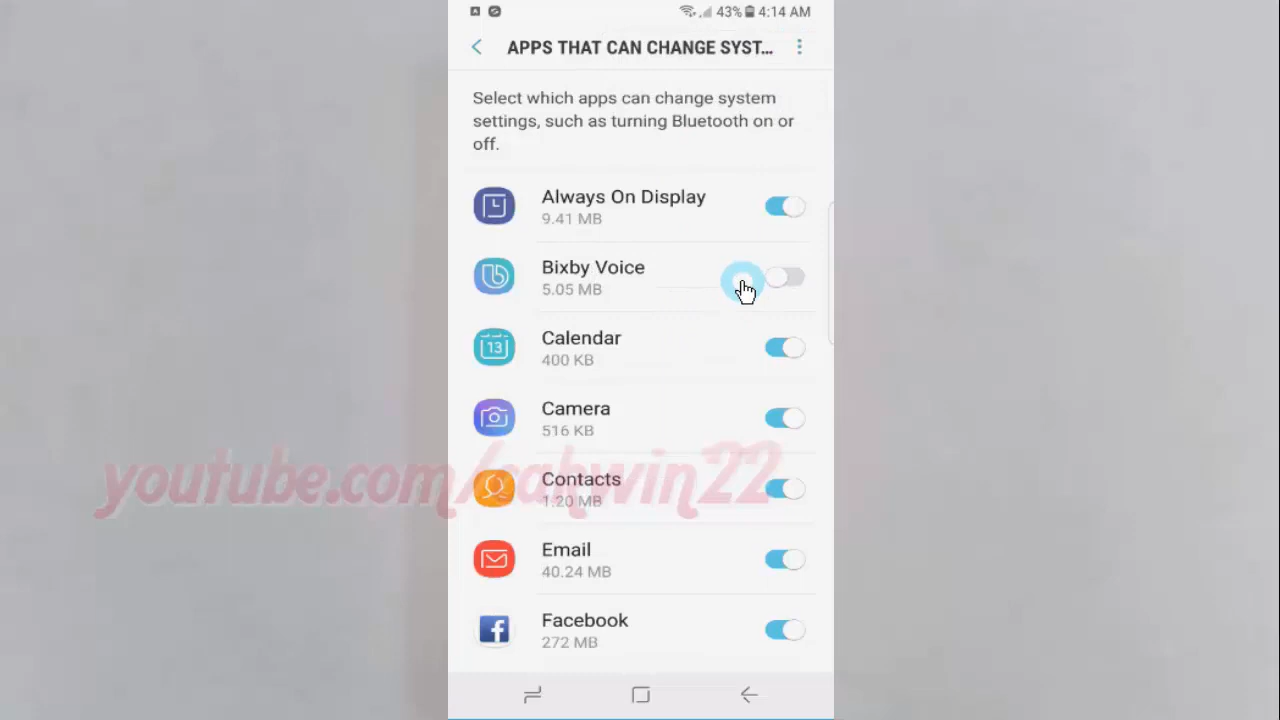 43% 4:14 AM
APPS THAT CAN CHANGE SYST...
Select which apps can change system
settings, such as turning Bluetooth on or
off.
Always On Display
9.41 MB
Bixby Voice
5.05 MB
Calendar
13
400 KB
Camera
516 KB
youtube.com/eakwin22
Contacts
1.20 MB
Email
40.24 MB
Facebook
272 MB